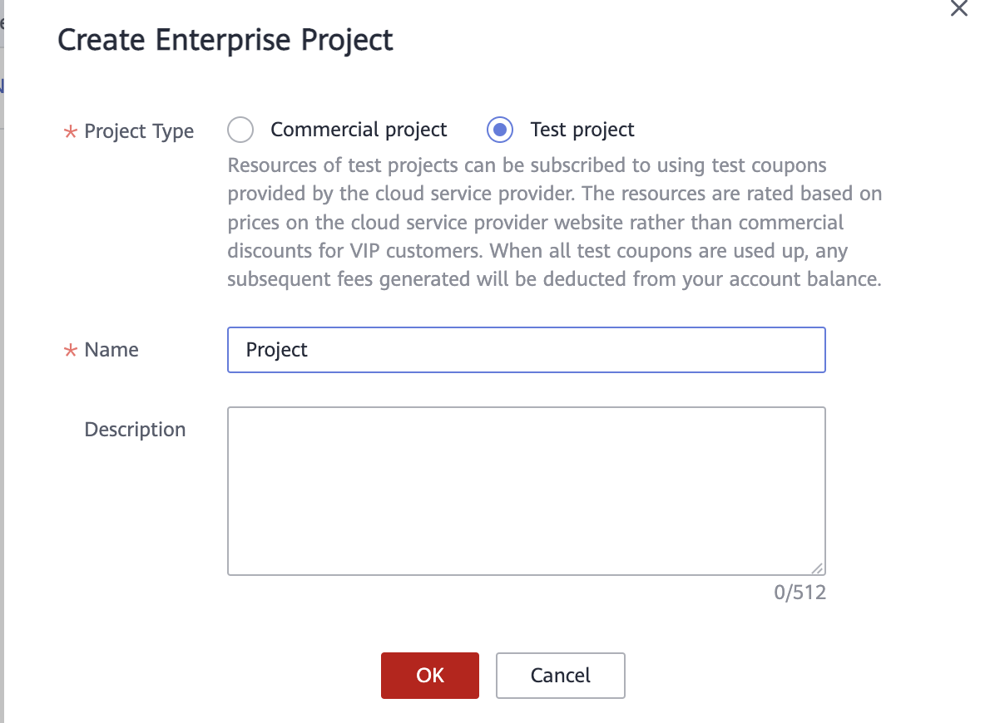 Create Enterprise Project
* Project Type Commercial project Test project
Resources of test projects can be subscribed to using test coupons
provided by the cloud service provider. The resources are rated based on
prices on the cloud service provider website rather than commercial
discounts for VIP customers. When all test coupons are used up, any
subsequent fees generated will be deducted from your account balance.
* Name Project
Description
0/512
OK Cancel